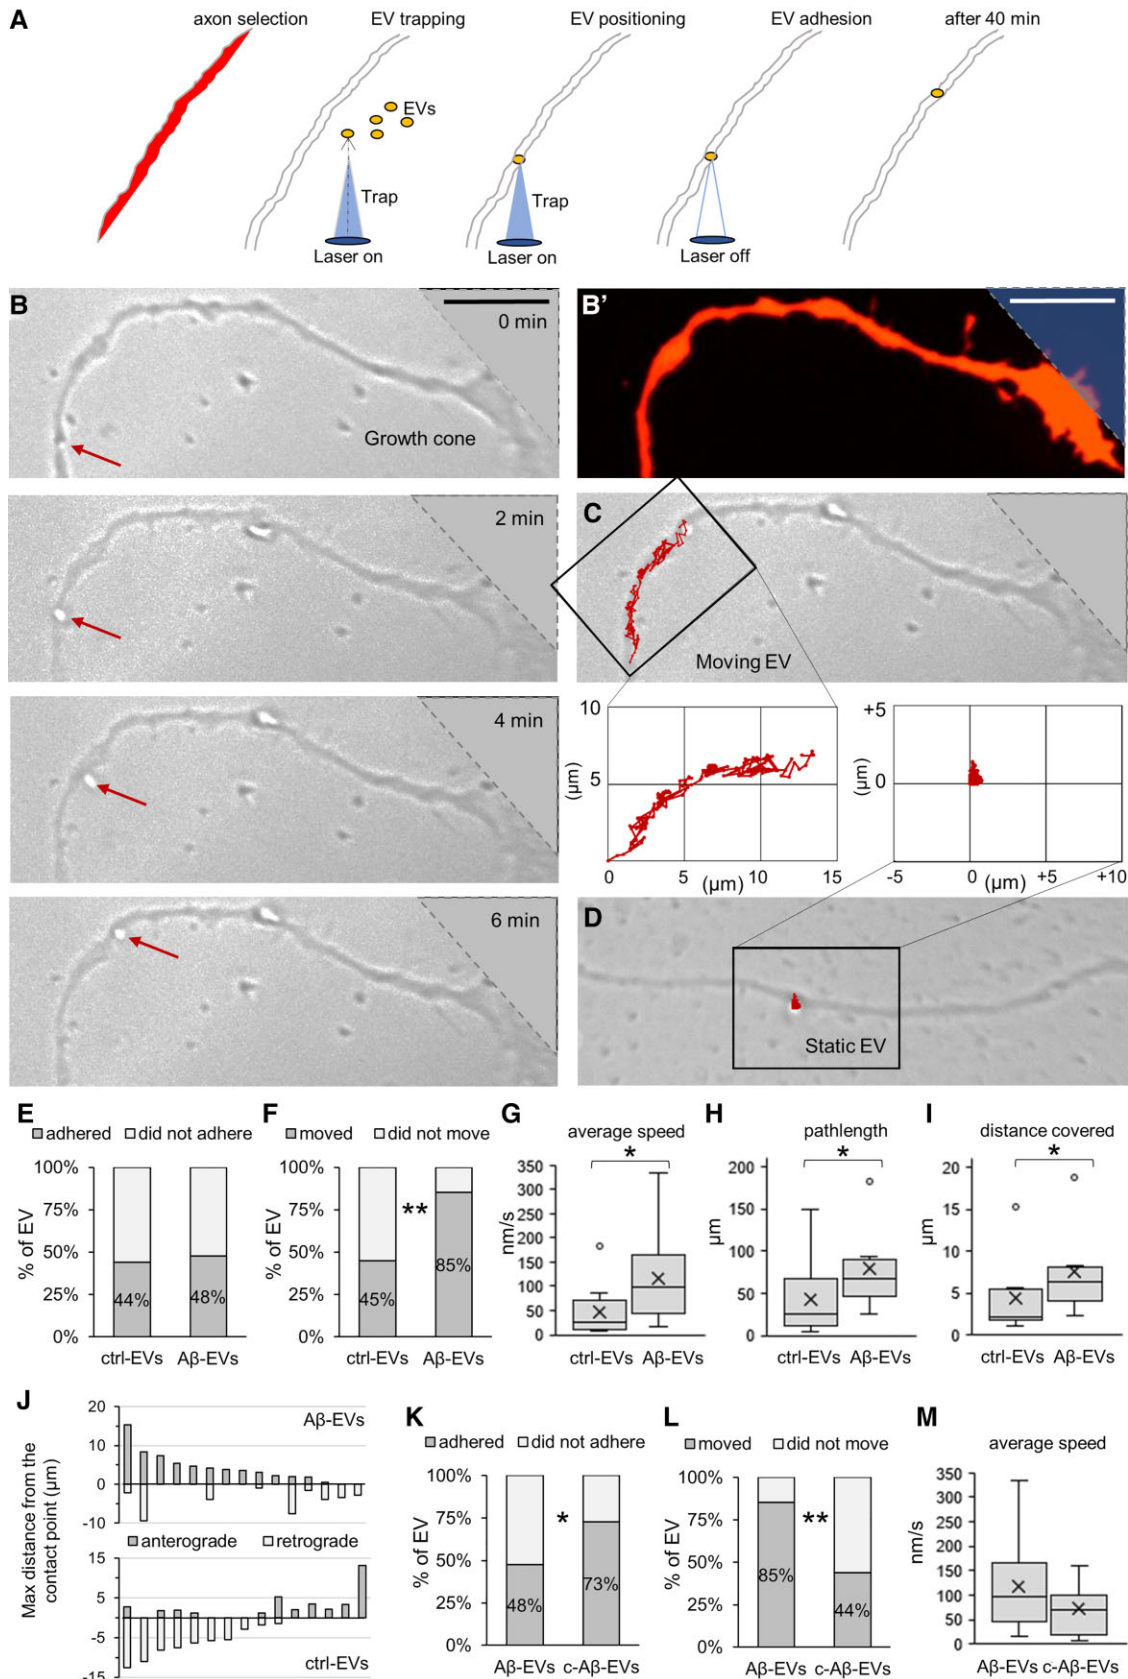 A
axon selection
EV trapping
EV positioning
EV adhesion
after 40 min
EVs
Trap
Trap
Laser on
Laser on
Laser off
B
0 min
Growth cone
B'
2 min
C
Moving EV
4 min
10
5
(µm)
0 5 (µm) 10 15
+5
0
(µm)
-5 0 (µm) +5 +10
6 min
D
Static EV
E
adhered did not adhere
% of EV
100%
75%
50%
25%
0%
44% 48%
ctrl-EVs Aβ-EVs
F
moved did not move
% of EV
100%
75%
50%
25%
0%
**
45% 85%
ctrl-EVs Aβ-EVs
G
average speed
*
nm/s
350
300
250
200
150
100
50
0
ctrl-EVs Aβ-EVs
H
pathlength
*
µm
200
150
100
50
0
ctrl-EVs Aβ-EVs
I
distance covered
*
µm
20
15
10
5
0
ctrl-EVs Aβ-EVs
J
Max distance from the
contact point (µm)
20
10
0
-10
Aβ-EVs
anterograde retrograde
15
5
-5
-15
ctrl-EVs
K
adhered did not adhere
% of EV
100%
75%
50%
25%
0%
*
48% 73%
Aβ-EVs c-Aβ-EVs
L
moved did not move
% of EV
100%
75%
50%
25%
0%
**
85% 44%
Aβ-EVs c-Aβ-EVs
M
average speed
nm/s
350
300
250
200
150
100
50
0
Aβ-EVs c-Aβ-EVs